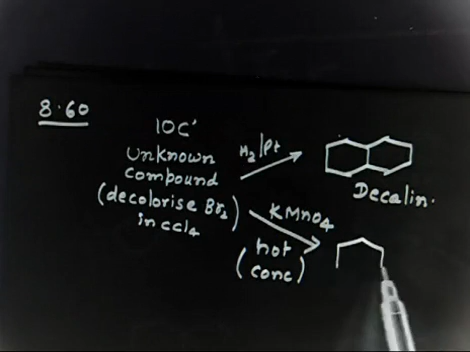 8.60
10C'
unknown
compound
(decolorise Br2)
in ccl4
H2/Pt
Decalin.
KMnO4
hot
(conc)